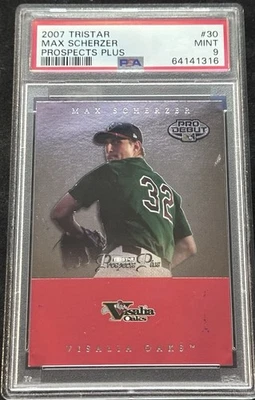 2007 TRISTAR #30
MAX SCHERZER MINT
PROSPECTS PLUS PSA 9
64141316
MAX SCHERZER
PRO
DEBUT
32
Prospects Plus
Visalia
Oaks
VISALIA OAKS